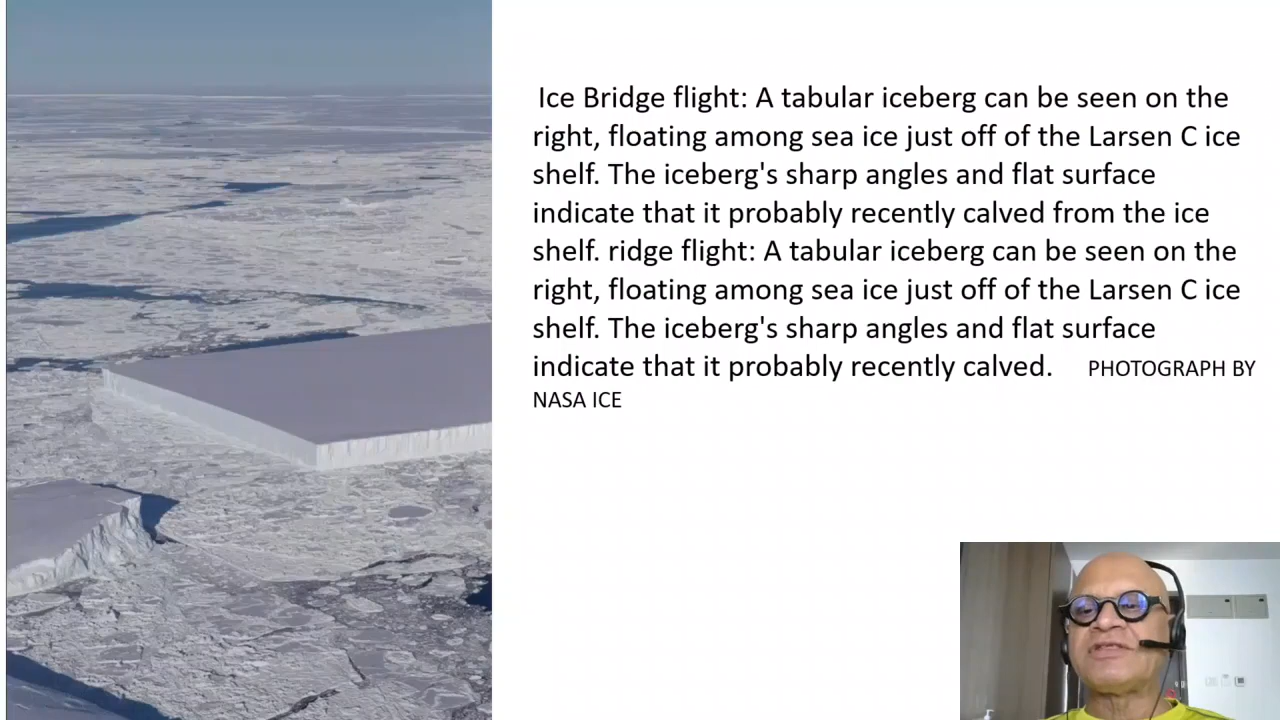 Ice Bridge flight: A tabular iceberg can be seen on the
right, floating among sea ice just off of the Larsen C ice
shelf. The iceberg's sharp angles and flat surface
indicate that it probably recently calved from the ice
shelf. ridge flight: A tabular iceberg can be seen on the
right, floating among sea ice just off of the Larsen C ice
shelf. The iceberg's sharp angles and flat surface
indicate that it probably recently calved. PHOTOGRAPH BY
NASA ICE